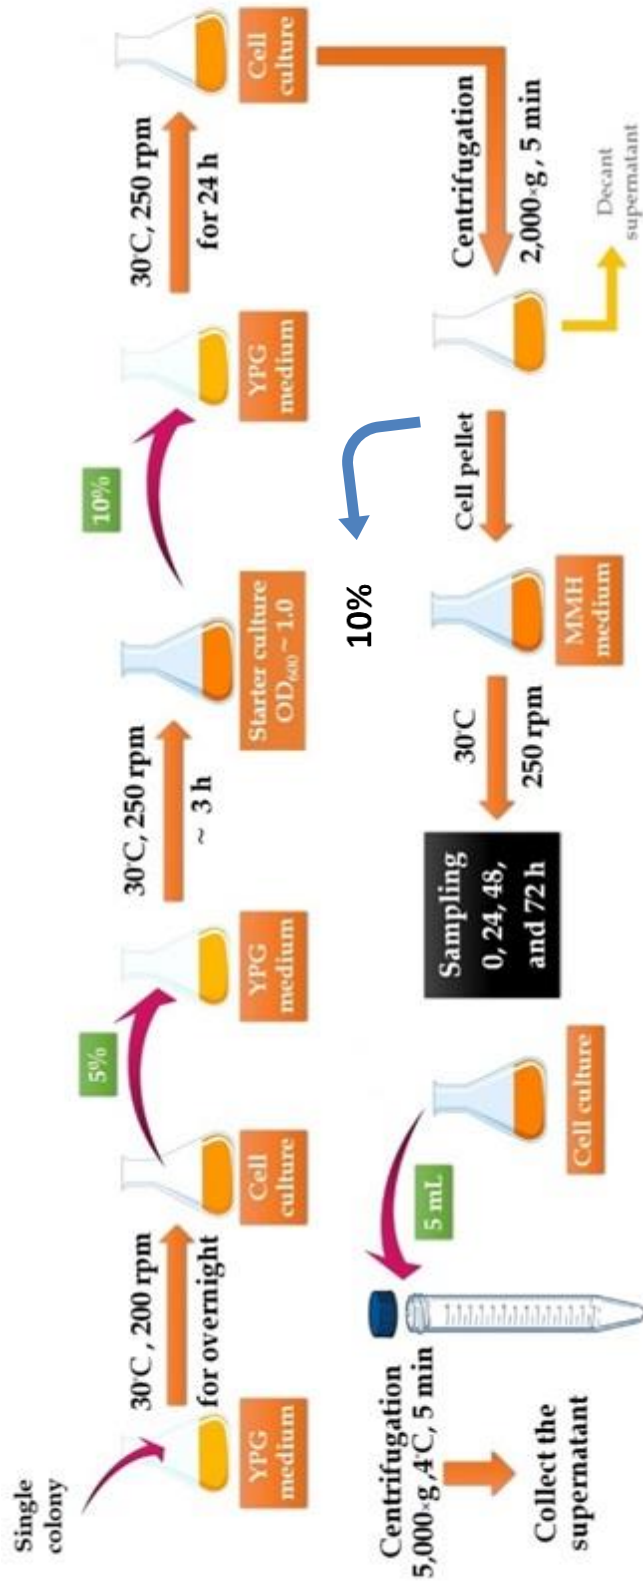 Single
colony
YPG
medium
30°C, 200 rpm
for overnight
Cell
culture
5%
YPG
medium
30°C, 250 rpm
~ 3 h
Starter culture
OD₆₀₀ ~ 1.0
10%
YPG
medium
30°C, 250 rpm
for 24 h
Cell
culture
Centrifugation
2,000×g, 5 min
Decant
supernatant
Cell pellet
10%
MMH
medium
30°C
250 rpm
Sampling
0, 24, 48,
and 72 h
Cell culture
5 mL
Centrifugation
5,000×g, 4°C, 5 min
Collect the
supernatant